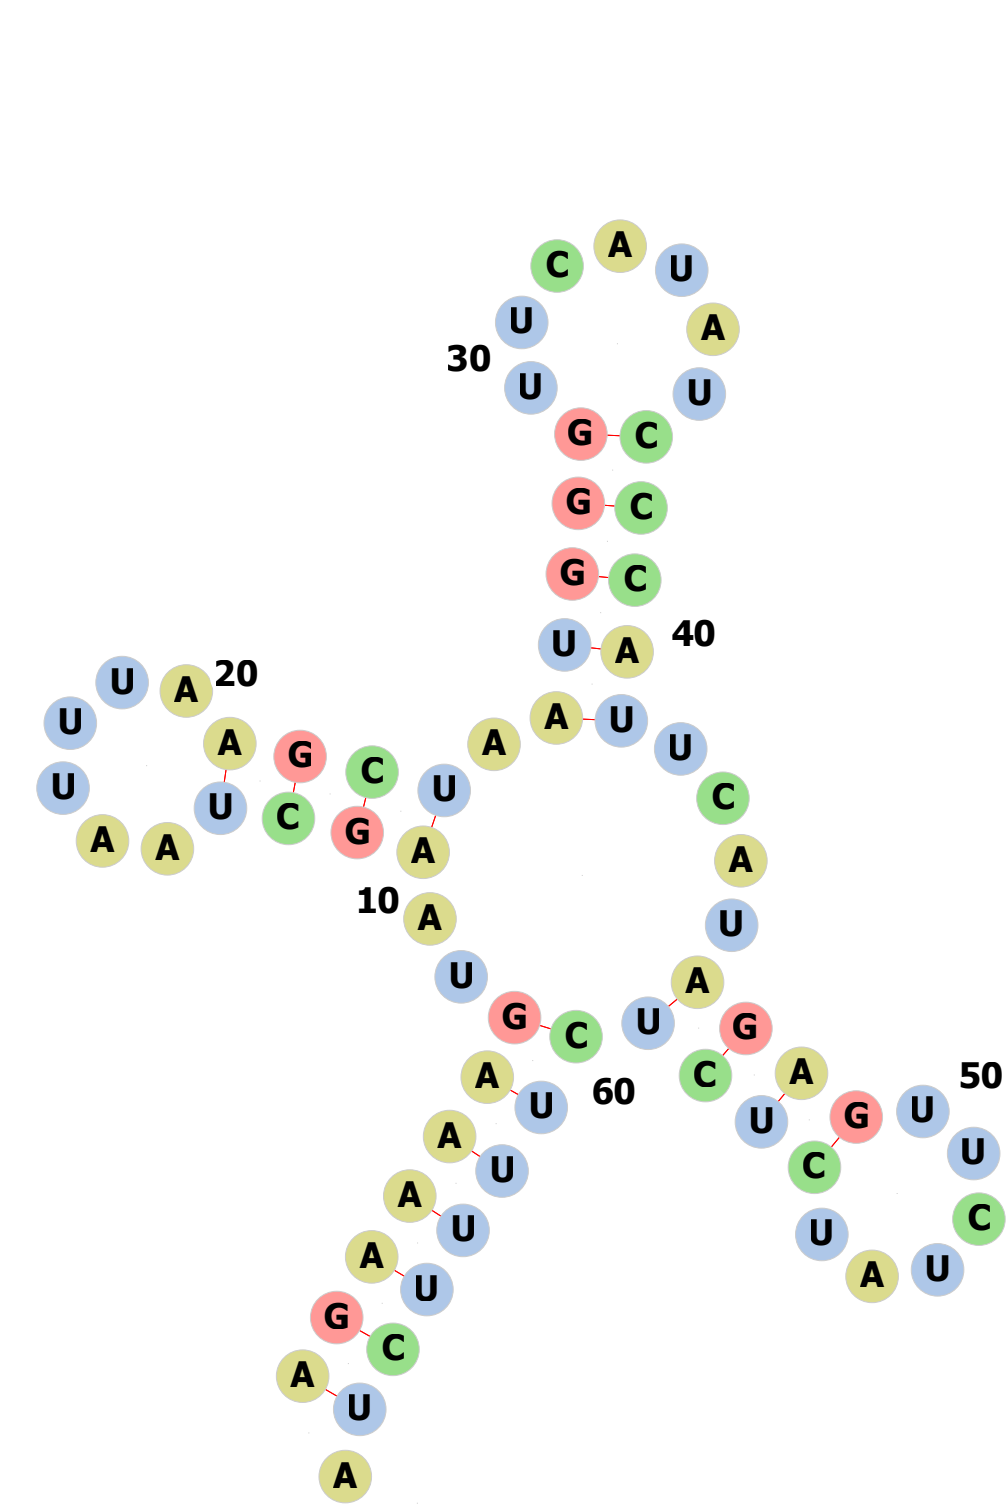 C A U
U A
30
U U
G C
G C
G C
U A 40
U A 20
U A G A A U U
U U C U C
A A C G A A
10 A U
U A
G C U G
A C A 50
U 60 U G U
A U C U
A U U C
A U A U
G C
A U
A